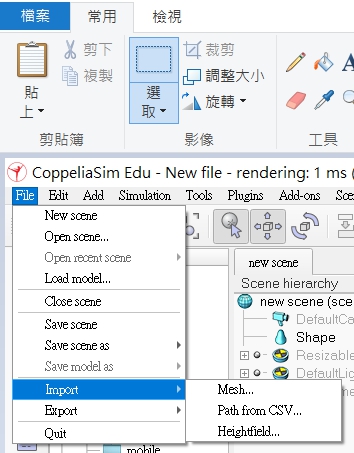 檔案 常用 檢視
貼上 剪下 複製
選取 裁剪 調整大小 旋轉
剪貼簿 影像 工具
CoppeliaSim Edu - New file - rendering: 1 ms (
File Edit Add Simulation Tools Plugins Add-ons Sce
New scene
Open scene...
Open recent scene
Load model...
Close scene
Save scene
Save scene as
Save model as
Import
Export
Quit
Mesh...
Path from CSV...
Heightfield...
new scene
Scene hierarchy
new scene (sce
DefaultCa
Shape
Resizable
DefaultLig
mobile